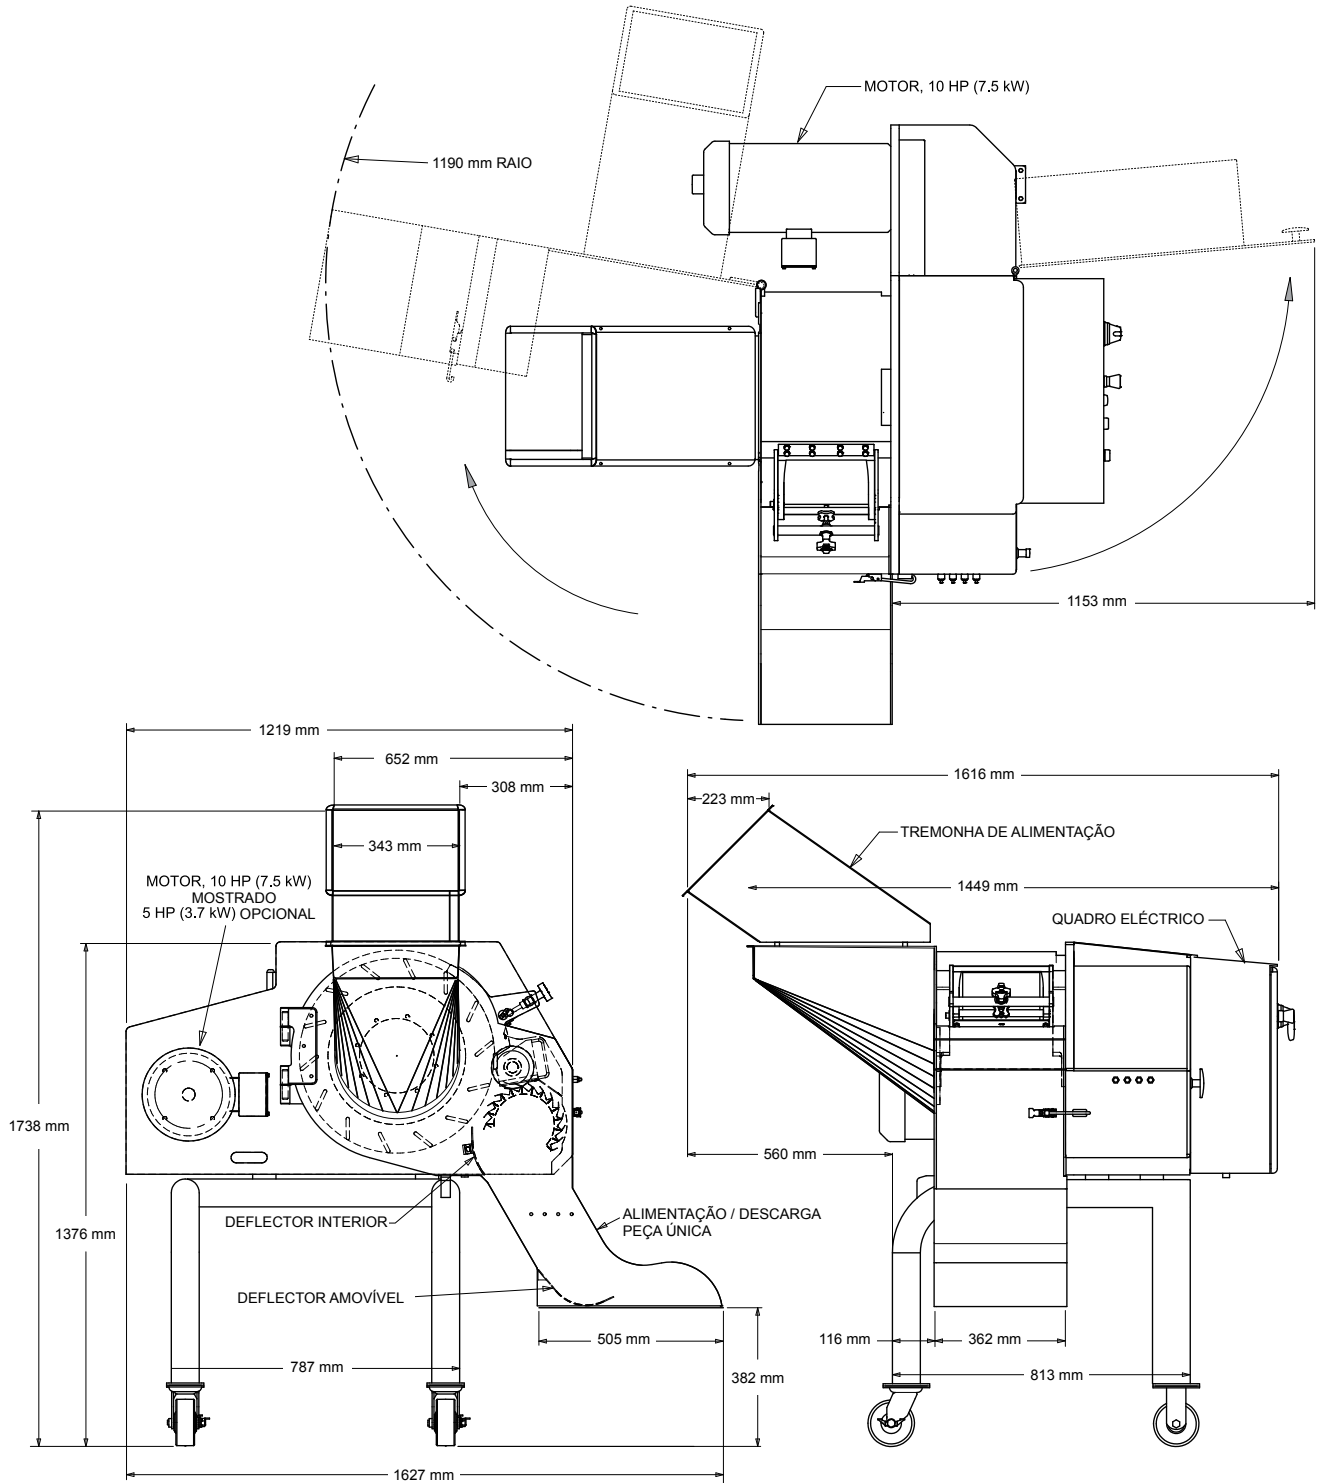 MOTOR, 10 HP (7.5 kW)
1190 mm RAIO
1153 mm
1219 mm
652 mm
308 mm
343 mm
MOTOR, 10 HP (7.5 kW)
MOSTRADO
5 HP (3.7 kW) OPCIONAL
1738 mm
1376 mm
DEFLECTOR INTERIOR
ALIMENTAÇÃO / DESCARGA
PEÇA ÚNICA
DEFLECTOR AMOVÍVEL
505 mm
787 mm
382 mm
1627 mm
1616 mm
223 mm
TREMONHA DE ALIMENTAÇÃO
1449 mm
QUADRO ELÉCTRICO
560 mm
116 mm
362 mm
813 mm